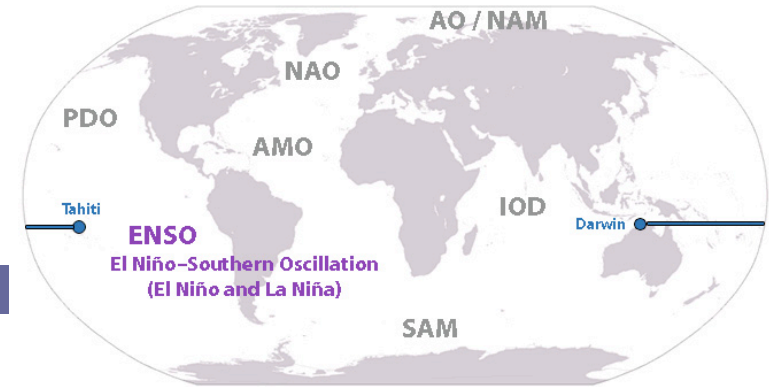 AO / NAM
NAO
PDO
AMO
Tahiti
IOD
Darwin
ENSO
El Niño–Southern Oscillation
(El Niño and La Niña)
SAM